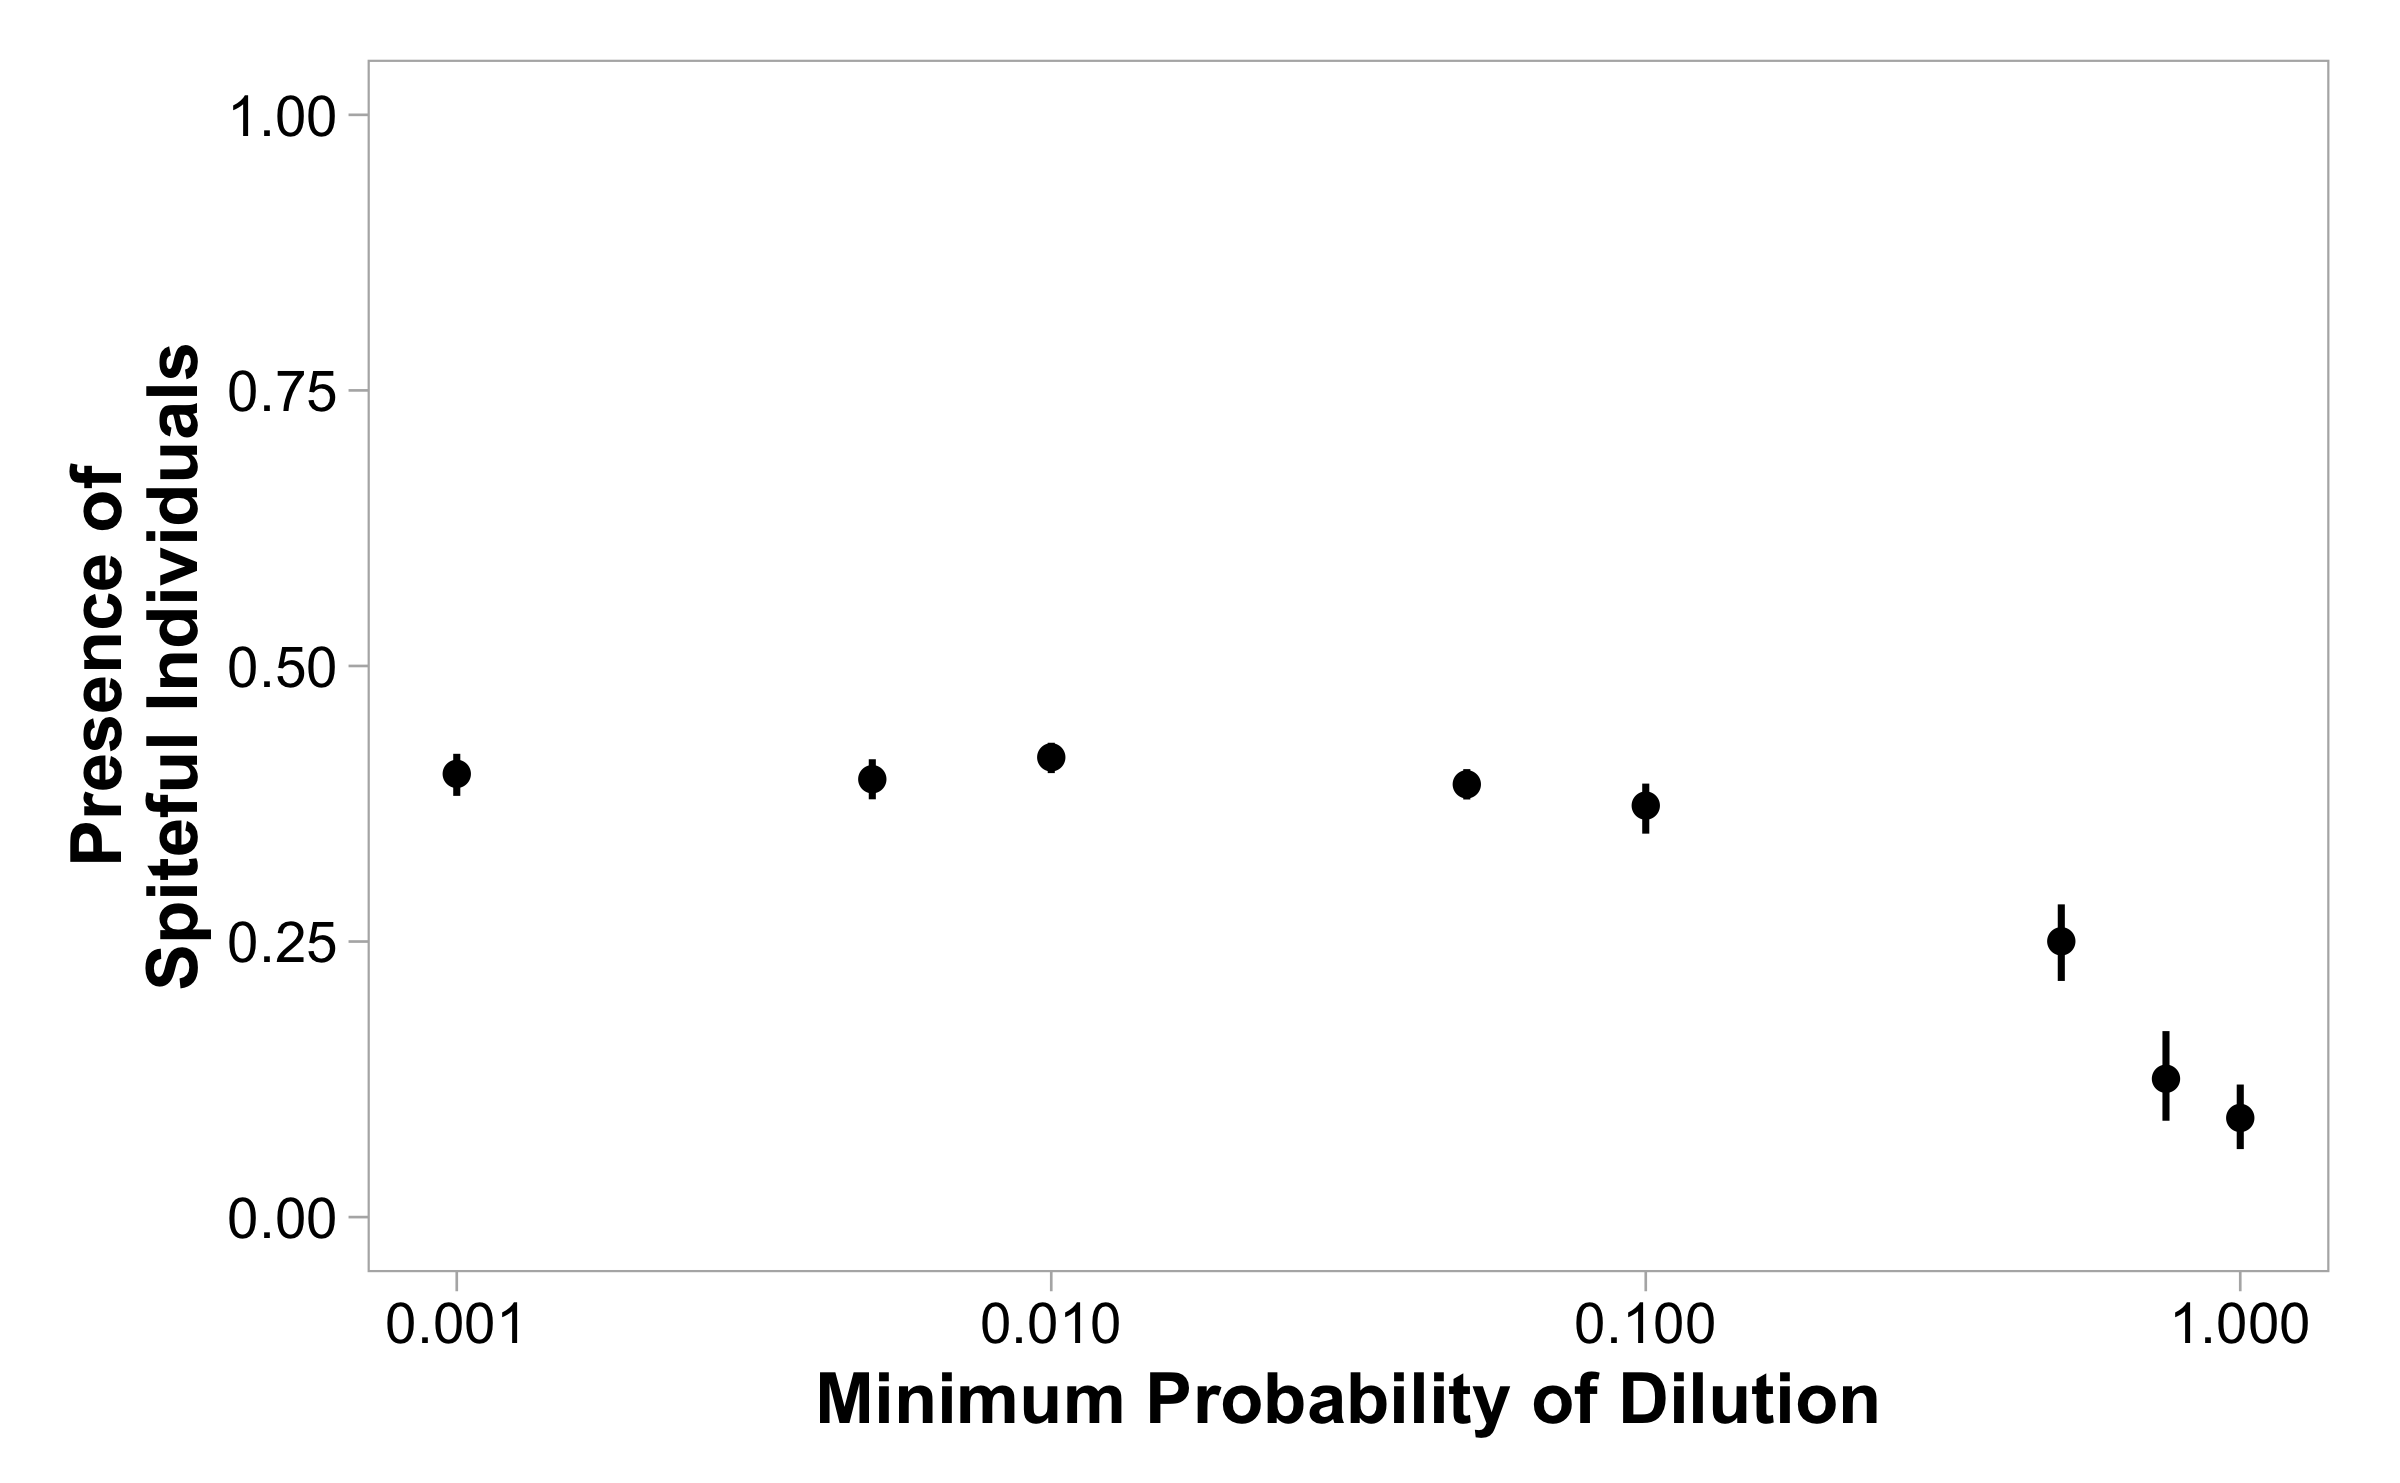 Presence of
Spiteful Individuals
1.00
0.75
0.50
0.25
0.00
0.001 0.010 0.100 1.000
Minimum Probability of Dilution